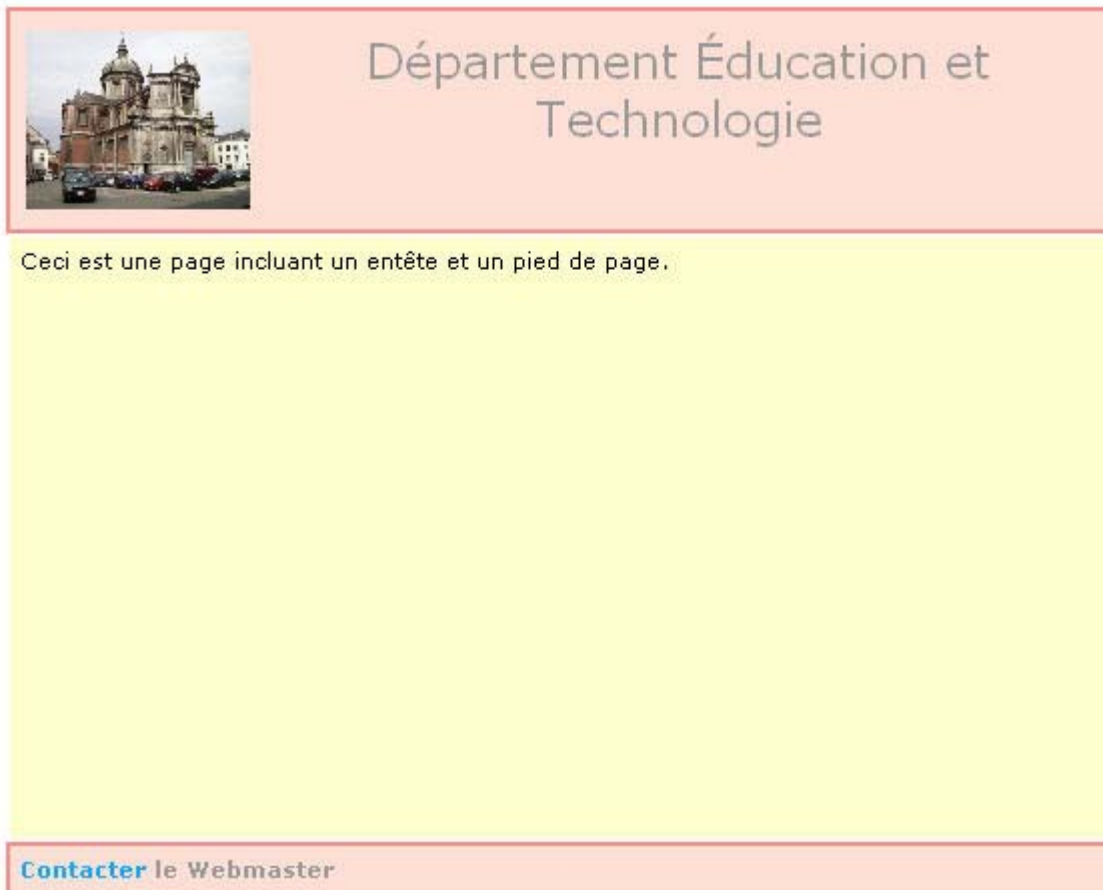 Département Éducation et
Technologie
Ceci est une page incluant un entête et un pied de page.
Contacter le Webmaster